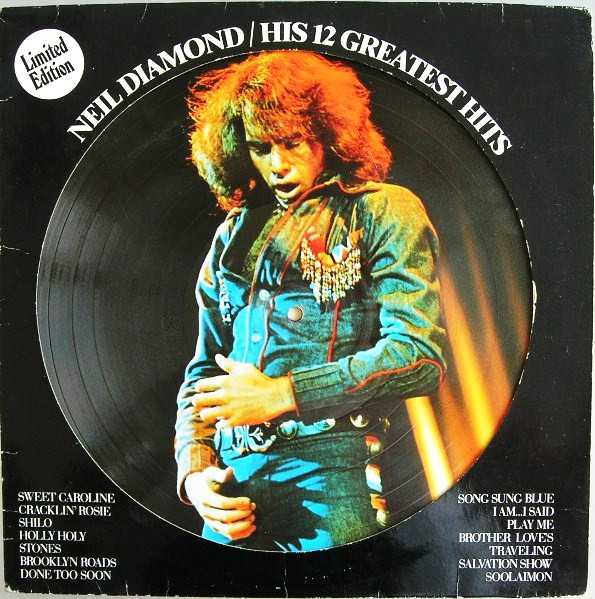 Limited
Edition
NEIL DIAMOND/HIS 12 GREATEST HITS
SWEET CAROLINE
CRACKLIN' ROSIE
SHILO
HOLLY HOLY
STONES
BROOKLYN ROADS
DONE TOO SOON
SONG SUNG BLUE
I AM...I SAID
PLAY ME
BROTHER LOVE'S
TRAVELING
SALVATION SHOW
SOOLAIMON